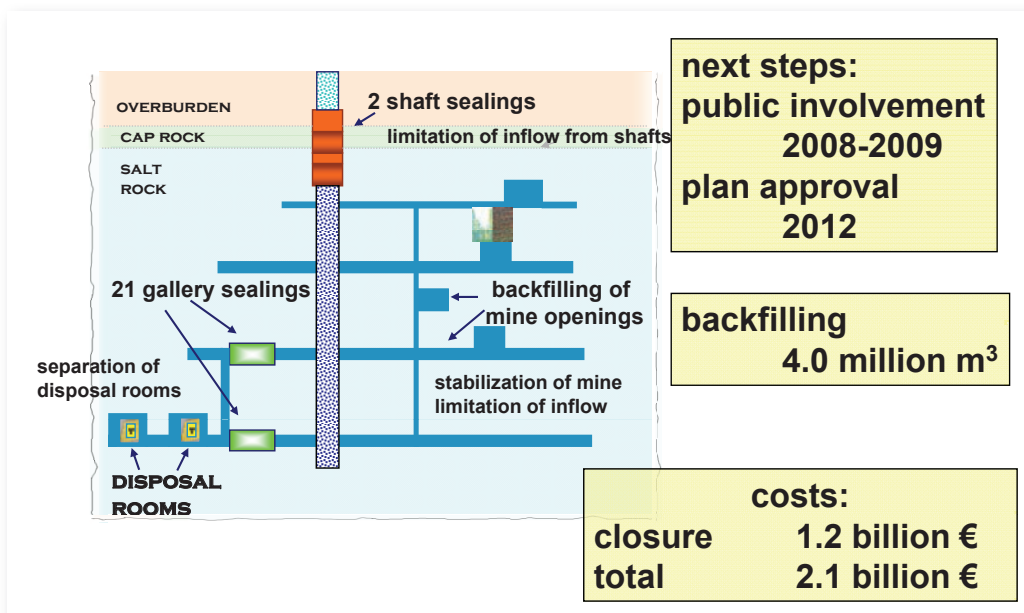 OVERBURDEN
CAP ROCK
SALT
ROCK
2 shaft sealings
limitation of inflow from shafts
21 gallery sealings
backfilling of
mine openings
separation of
disposal rooms
stabilization of mine
limitation of inflow
DISPOSAL
ROOMS
next steps:
public involvement
2008-2009
plan approval
2012
backfilling
4.0 million m³
costs:
closure 1.2 billion €
total 2.1 billion €